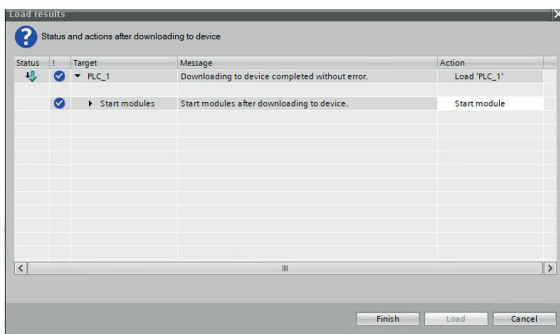 Load results
Status and actions after downloading to device
Status ! Target Message Action
PLC_1 Downloading to device completed without error. Load 'PLC_1'
Start modules Start modules after downloading to device. Start module
Finish Load Cancel